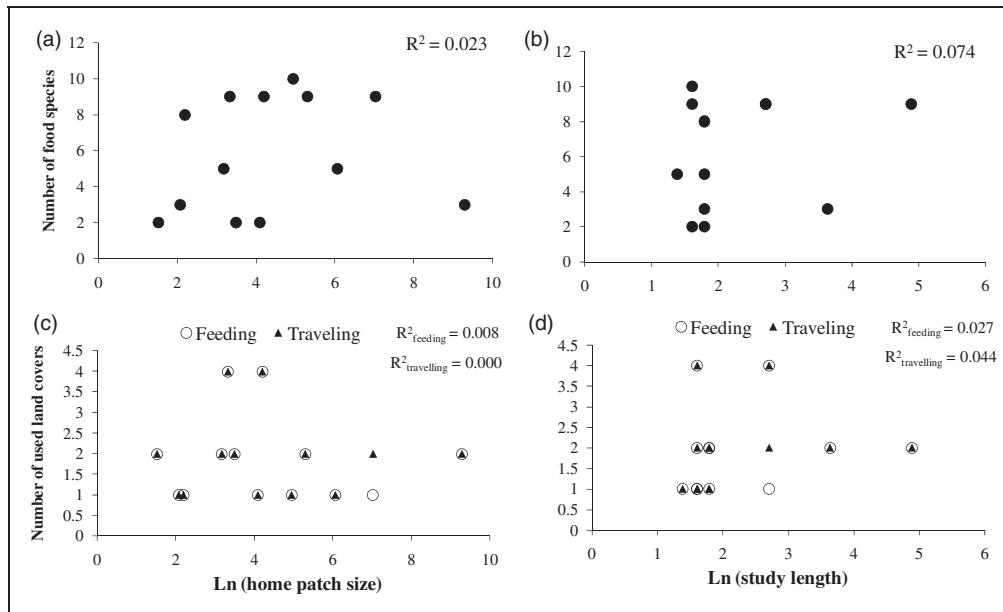 (a)
R² = 0.023
Number of food species
12
10
8
6
4
2
0
0 2 4 6 8 10
(b)
R² = 0.074
12
10
8
6
4
2
0
0 1 2 3 4 5 6
(c)
Feeding Traveling
R²feeding = 0.008
R²travelling = 0.000
Number of used land covers
4.5
4
3.5
3
2.5
2
1.5
1
0.5
0
0 2 4 6 8 10
Ln (home patch size)
(d)
Feeding Traveling
R²feeding = 0.027
R²travelling = 0.044
4.5
4
3.5
3
2.5
2
1.5
1
0.5
0
0 1 2 3 4 5 6
Ln (study length)